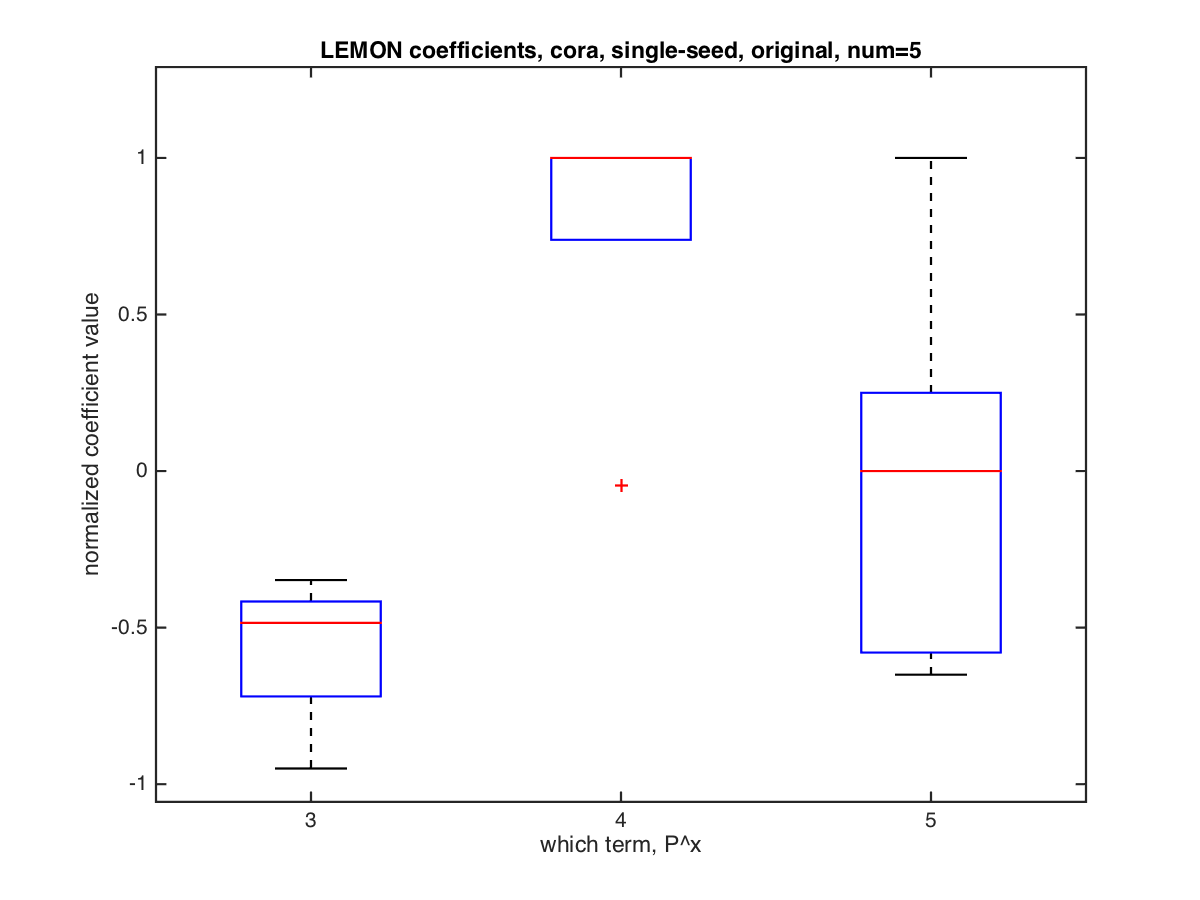 LEMON coefficients, cora, single-seed, original, num=5
1
0.5
0
-0.5
-1
normalized coefficient value
3 4 5
which term, P^x